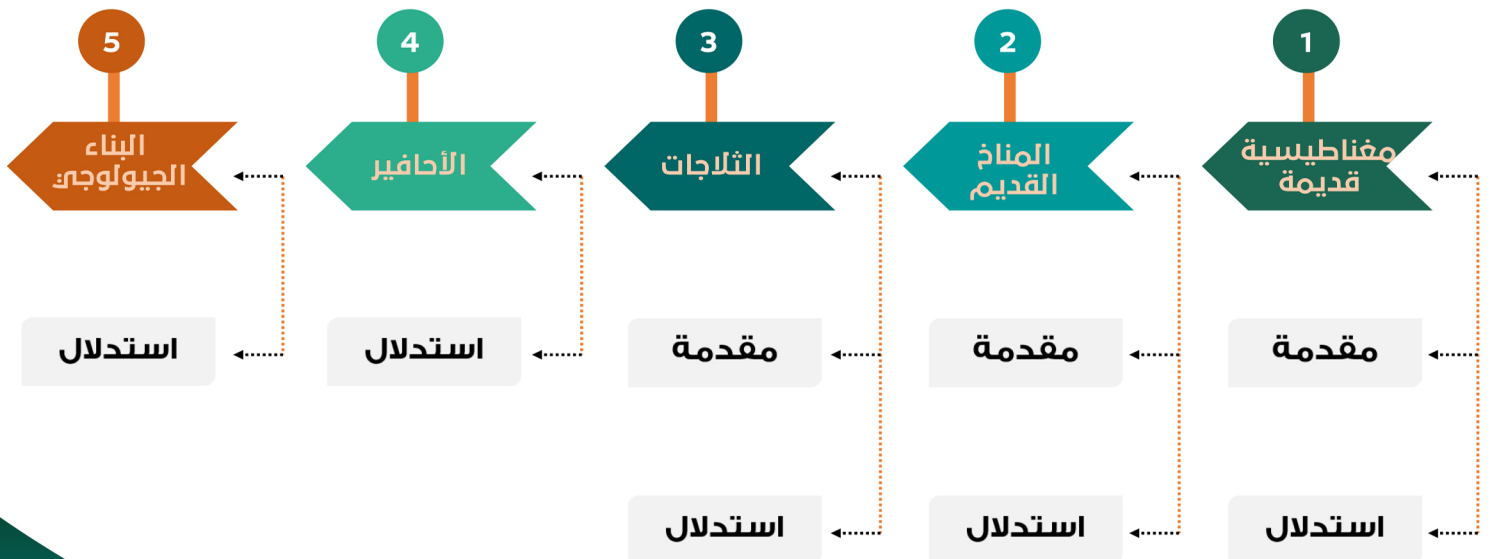 1
2
3
4
5
مغناطيسية
قديمة
المناخ
القديم
الثلاجات
الأحافير
البناء
الجيولوجي
مقدمة
مقدمة
مقدمة
استدلال
استدلال
استدلال
استدلال
استدلال